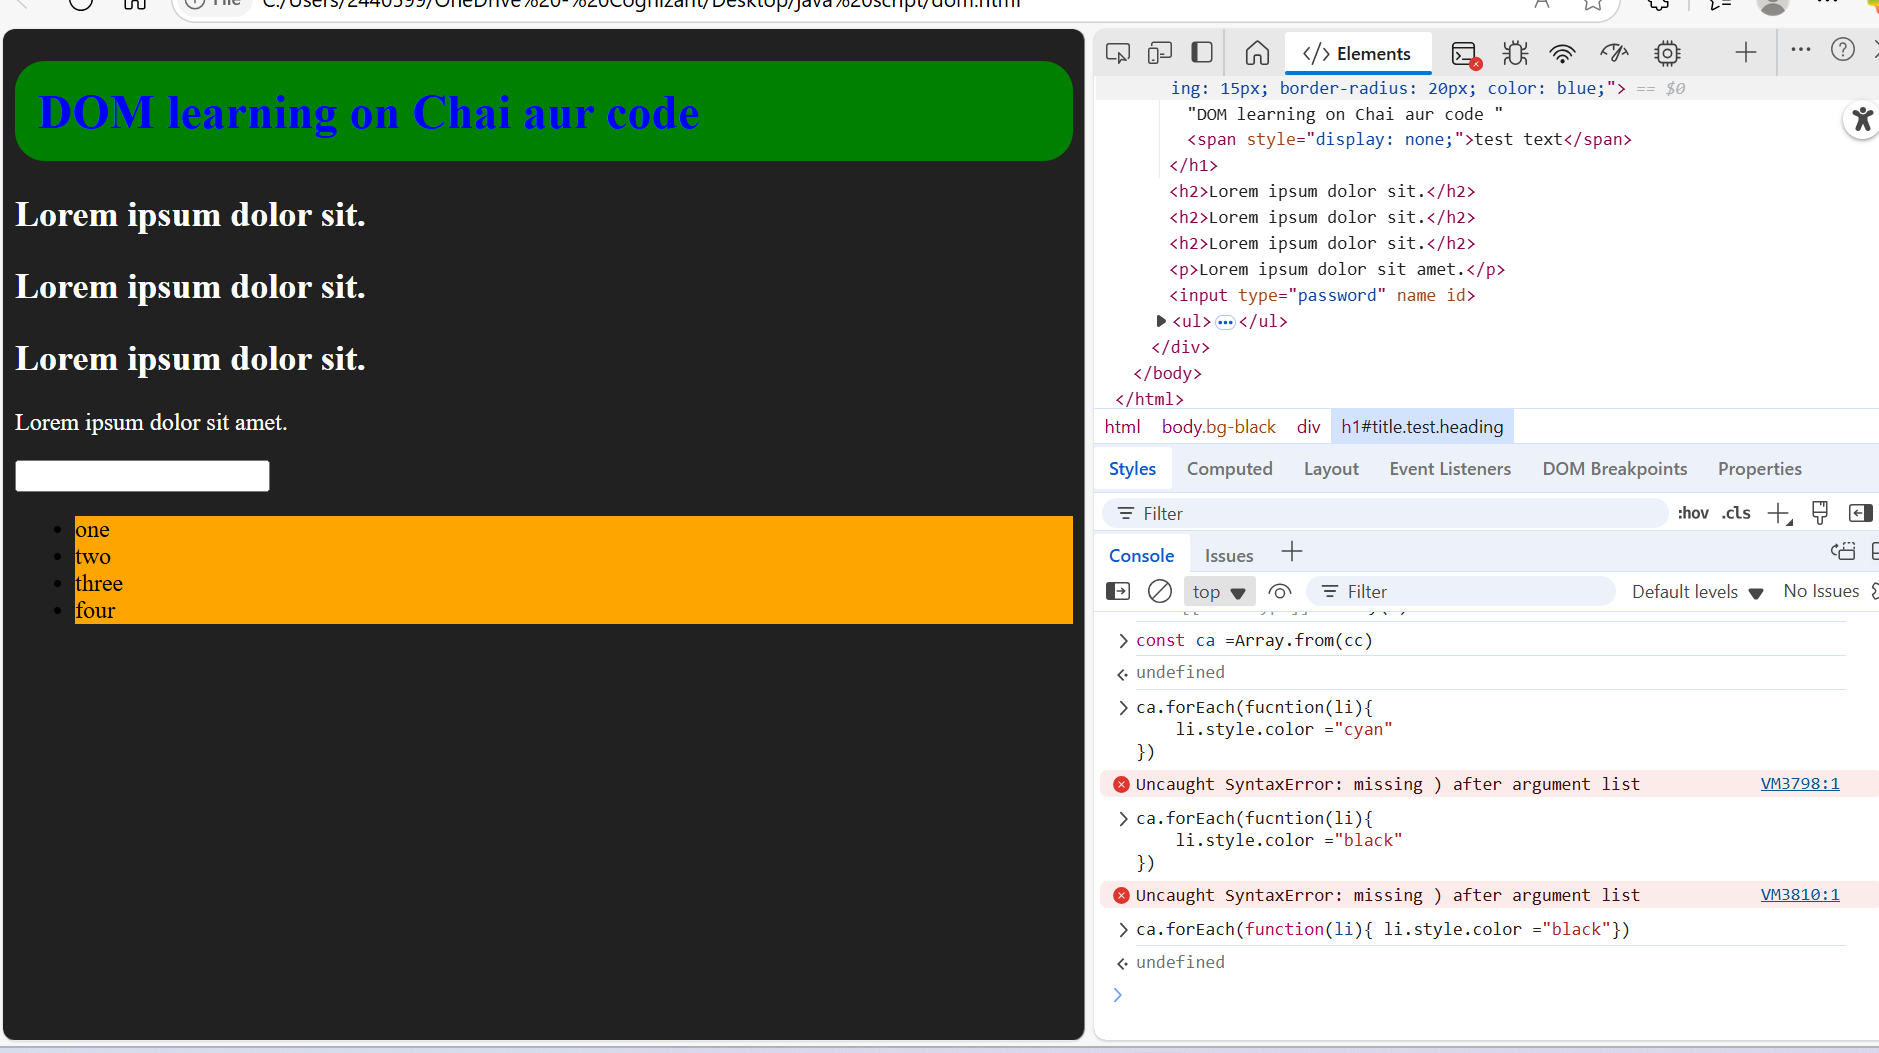 File C:/Users/2440399/OneDrive%20-%20Cognizant/Desktop/java%20script/dom.html
DOM learning on Chai aur code
Lorem ipsum dolor sit.
Lorem ipsum dolor sit.
Lorem ipsum dolor sit.
Lorem ipsum dolor sit amet.
one
two
three
four
</> Elements
ing: 15px; border-radius: 20px; color: blue;"> == $0
"DOM learning on Chai aur code "
<span style="display: none;">test text</span>
</h1>
<h2>Lorem ipsum dolor sit.</h2>
<h2>Lorem ipsum dolor sit.</h2>
<h2>Lorem ipsum dolor sit.</h2>
<p>Lorem ipsum dolor sit amet.</p>
<input type="password" name id>
<ul>…</ul>
</div>
</body>
</html>
html body.bg-black div h1#title.test.heading
Styles Computed Layout Event Listeners DOM Breakpoints Properties
Filter :hov .cls
Console Issues
top Filter Default levels No Issues
const ca =Array.from(cc)
undefined
ca.forEach(fucntion(li){
li.style.color ="cyan"
})
Uncaught SyntaxError: missing ) after argument list VM3798:1
ca.forEach(fucntion(li){
li.style.color ="black"
})
Uncaught SyntaxError: missing ) after argument list VM3810:1
ca.forEach(function(li){ li.style.color ="black"})
undefined